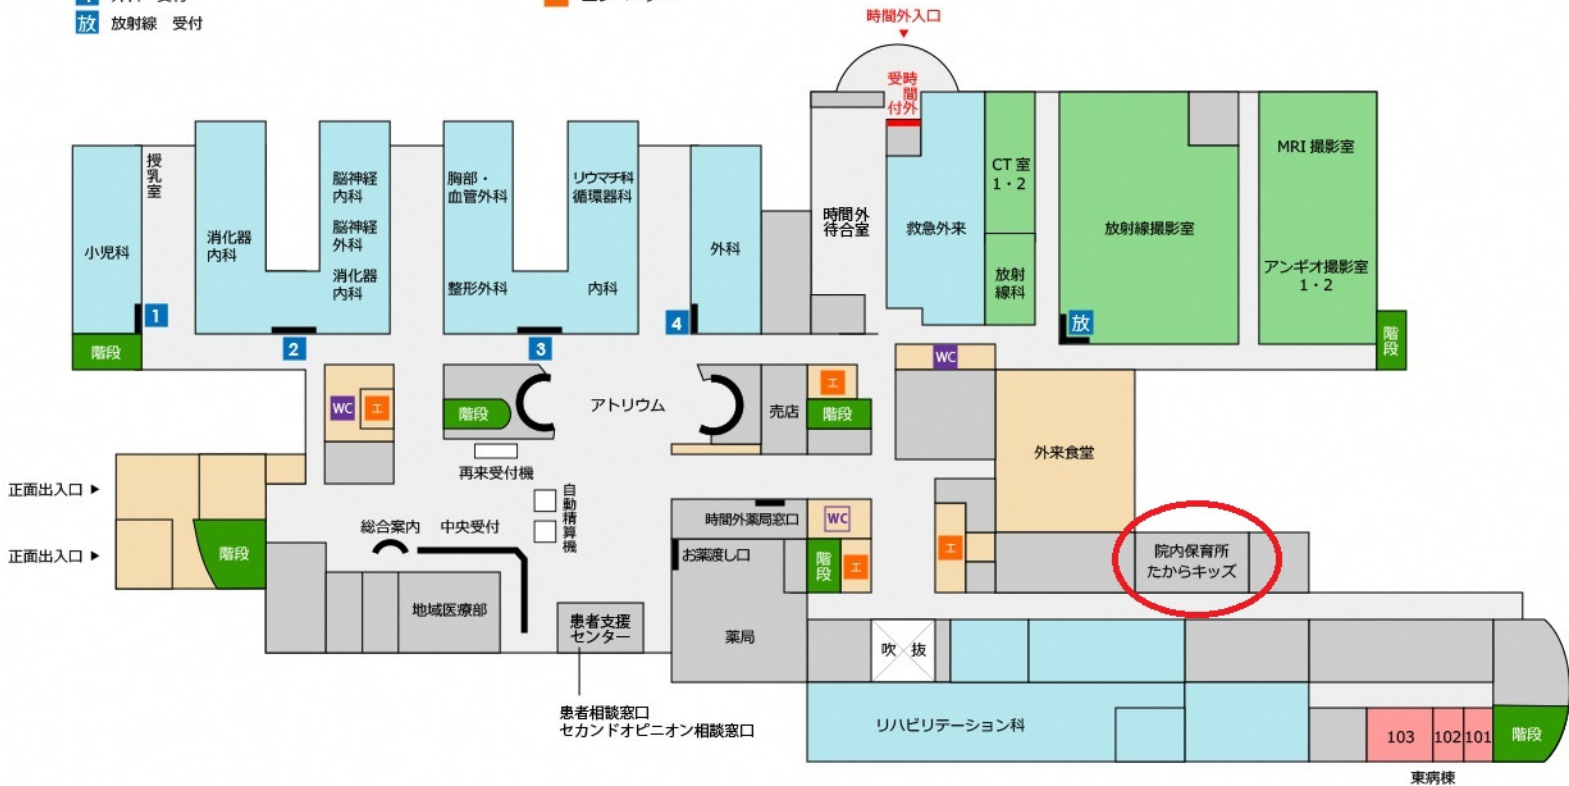 放 放射線 受付
時間外入口
▼
時間外
受付
授乳室
小児科
1
階段
消化器
内科
脳神経
内科
脳神経
外科
消化器
内科
2
胸部・
血管外科
リウマチ科
循環器科
整形外科
内科
3
外科
4
時間外
待合室
救急外来
CT 室
1・2
放射
線科
放射線撮影室
放
MRI 撮影室
アンギオ撮影室
1・2
階段
WC
エ
階段
アトリウム
売店
エ
階段
WC
外来食堂
再来受付機
自動精算機
正面出入口 ▶
正面出入口 ▶
階段
総合案内
中央受付
地域医療部
患者支援
センター
患者相談窓口
セカンドオピニオン相談窓口
時間外薬局窓口
お薬渡し口
薬局
WC
階段
エ
エ
院内保育所
たからキッズ
吹 抜
リハビリテーション科
103
102
101
階段
東病棟